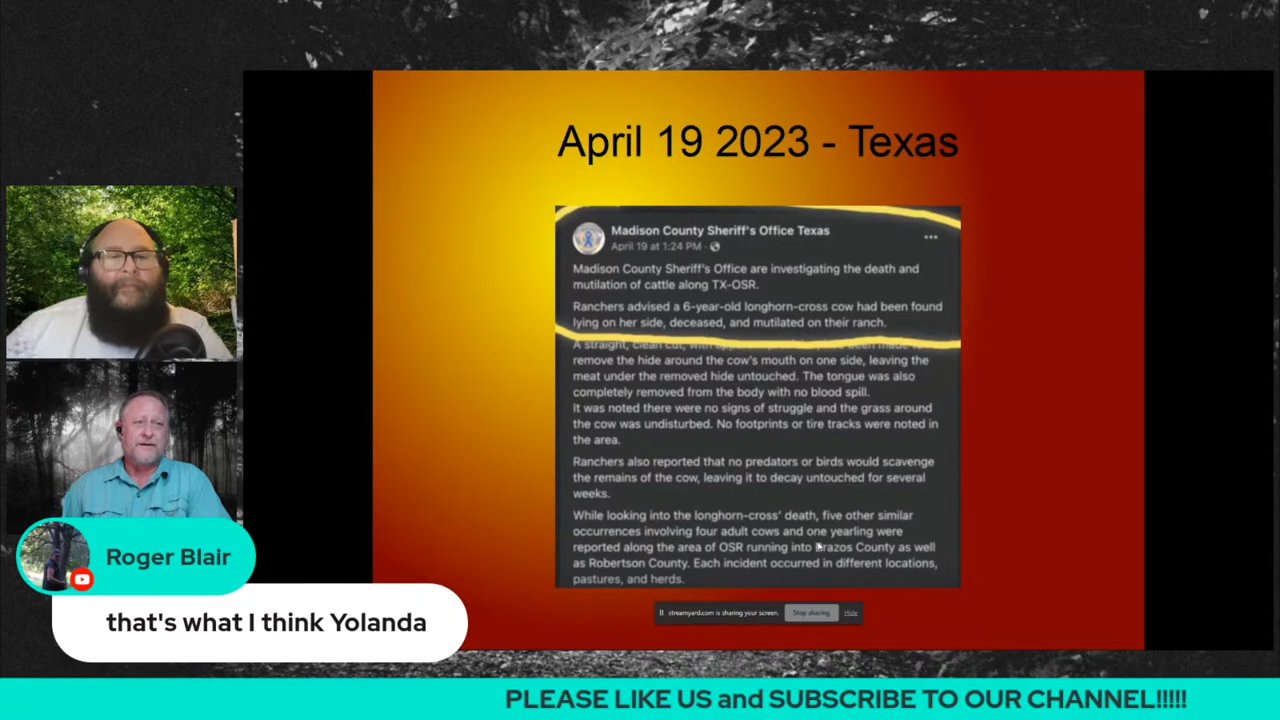 April 19 2023 - Texas
Madison County Sheriff's Office Texas
April 19 at 1:24 PM ·
Madison County Sheriff's Office are investigating the death and
mutilation of cattle along TX-OSR.
Ranchers advised a 6-year-old longhorn-cross cow had been found
lying on her side, deceased, and mutilated on their ranch.
A straight, clean cut, with
remove the hide around the cow's mouth on one side, leaving the
meat under the removed hide untouched. The tongue was also
completely removed from the body with no blood spill.
It was noted there were no signs of struggle and the grass around
the cow was undisturbed. No footprints or tire tracks were noted in
the area.
Ranchers also reported that no predators or birds would scavenge
the remains of the cow, leaving it to decay untouched for several
weeks.
While looking into the longhorn-cross' death, five other similar
occurrences involving four adult cows and one yearling were
reported along the area of OSR running into Brazos County as well
as Robertson County. Each incident occurred in different locations,
pastures, and herds.
streamyard.com is sharing your screen. Stop sharing Hide
Roger Blair
that's what I think Yolanda
PLEASE LIKE US and SUBSCRIBE TO OUR CHANNEL!!!!!